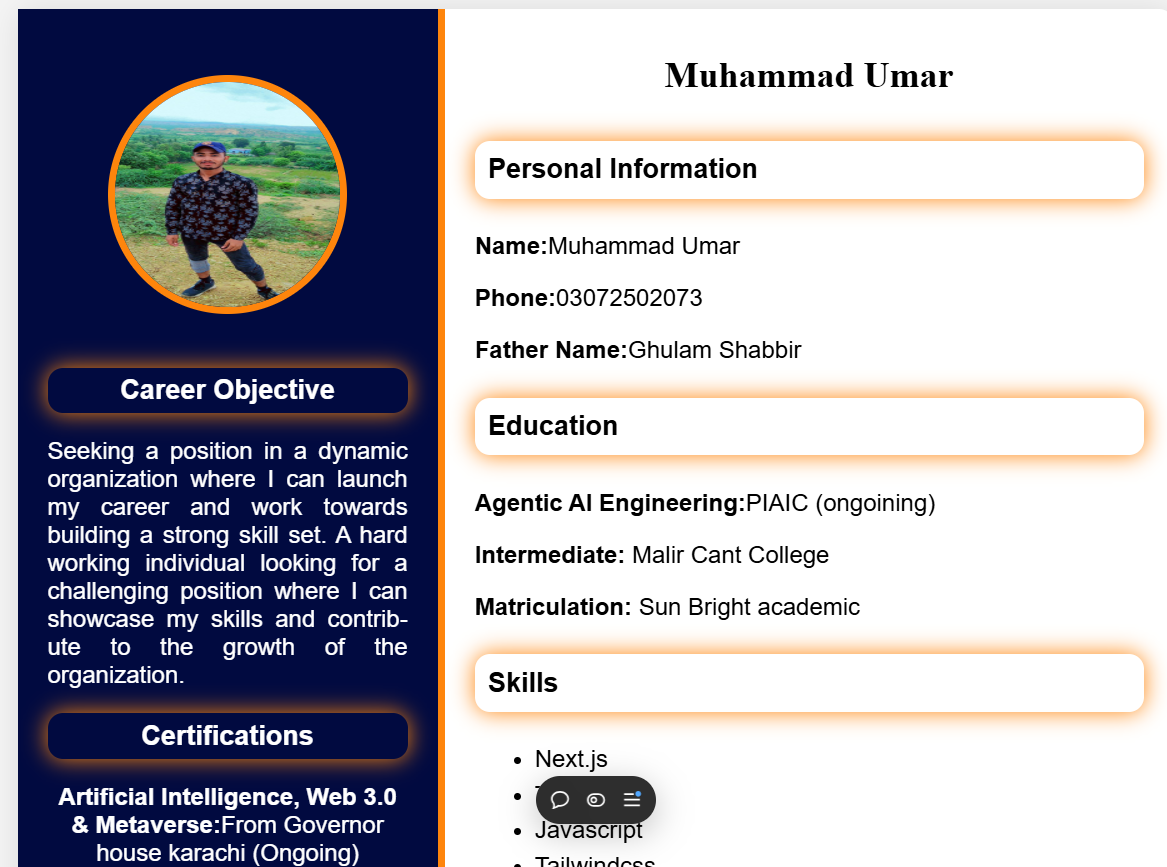 Career Objective
Seeking a position in a dynamic
organization where I can launch
my career and work towards
building a strong skill set. A hard
working individual looking for a
challenging position where I can
showcase my skills and contrib-
ute to the growth of the
organization.
Certifications
Artificial Intelligence, Web 3.0
& Metaverse:From Governor
house karachi (Ongoing)
Muhammad Umar
Personal Information
Name:Muhammad Umar
Phone:03072502073
Father Name:Ghulam Shabbir
Education
Agentic AI Engineering:PIAIC (ongoining)
Intermediate: Malir Cant College
Matriculation: Sun Bright academic
Skills
Next.js
Javascript
Tailwindcss